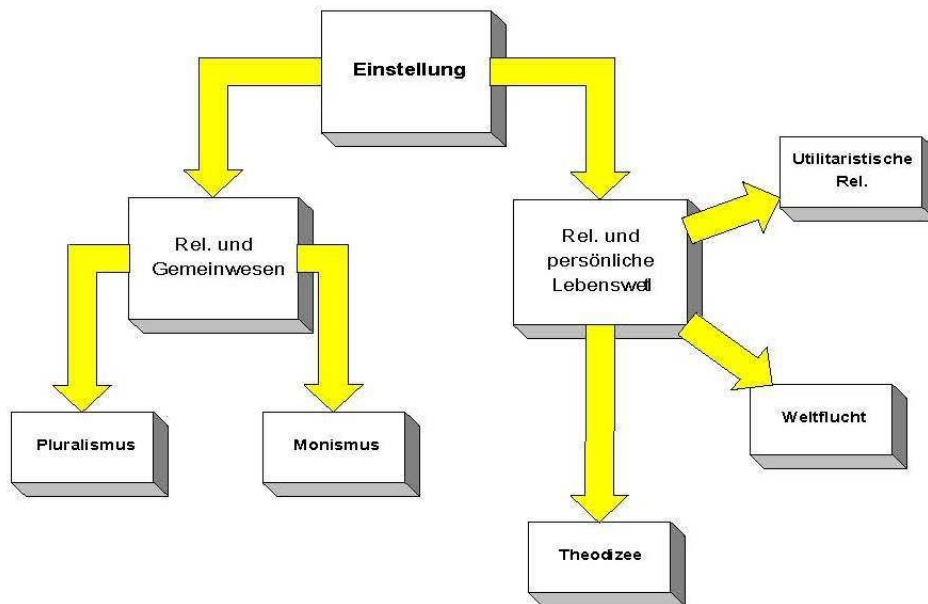 Einstellung
Utilitaristische
Rel.
Rel. und
Gemeinwesen
Rel. und
persönliche
Lebenswelt
Pluralismus
Monismus
Weltflucht
Theodizee